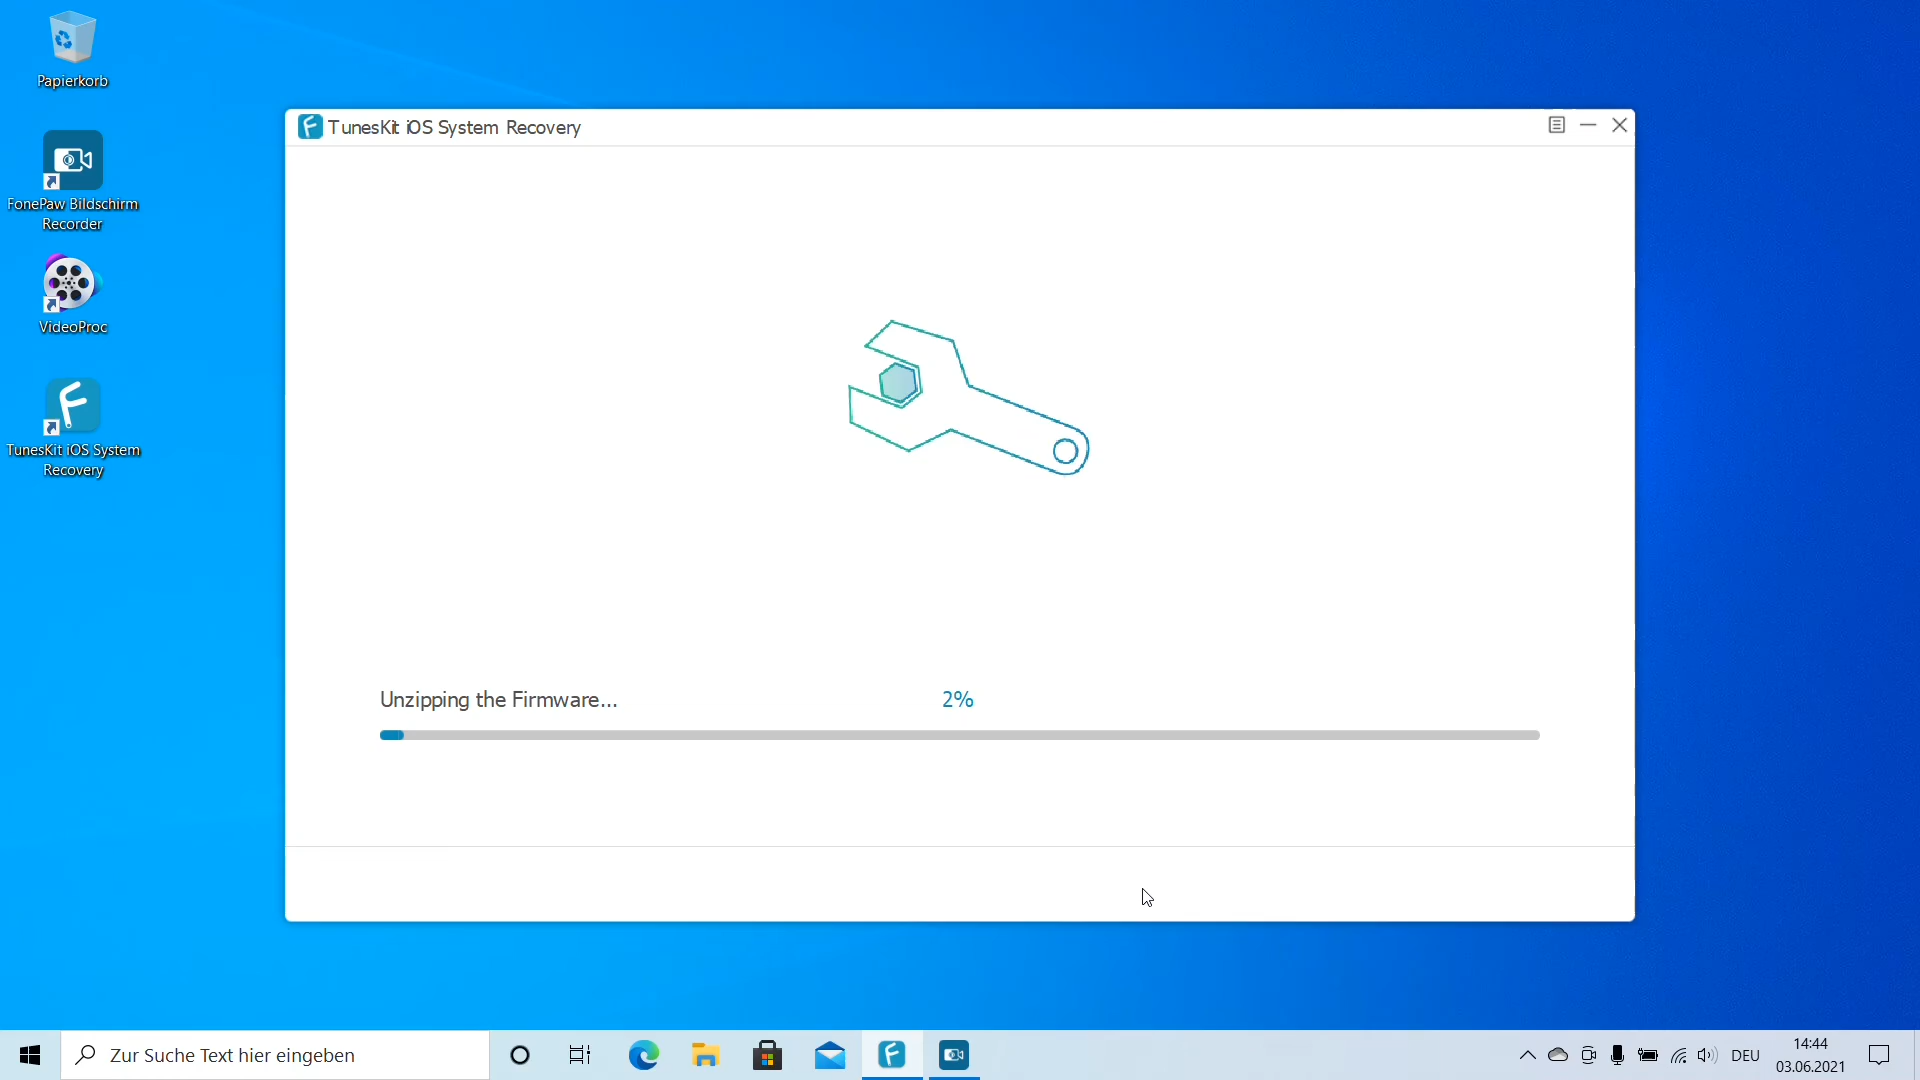 Papierkorb
FonePaw Bildschirm
Recorder
VideoProc
TunesKit iOS System
Recovery
TunesKit iOS System Recovery
Unzipping the Firmware...
2%
Zur Suche Text hier eingeben
DEU
14:44
03.06.2021